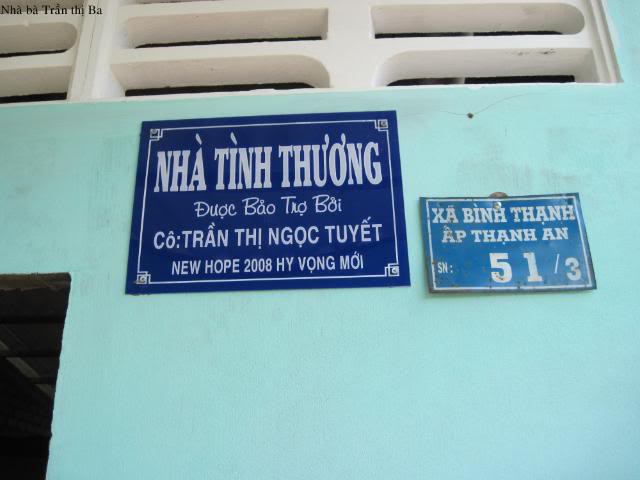 Nhà bà Trần thị Ba
NHÀ TÌNH THƯƠNG
Được Bảo Trợ Bởi
Cô:TRẦN THỊ NGỌC TUYẾT
NEW HOPE 2008 HY VỌNG MỚI
XÃ BÌNH THẠNH
ẤP THẠNH AN
SN: 51/3